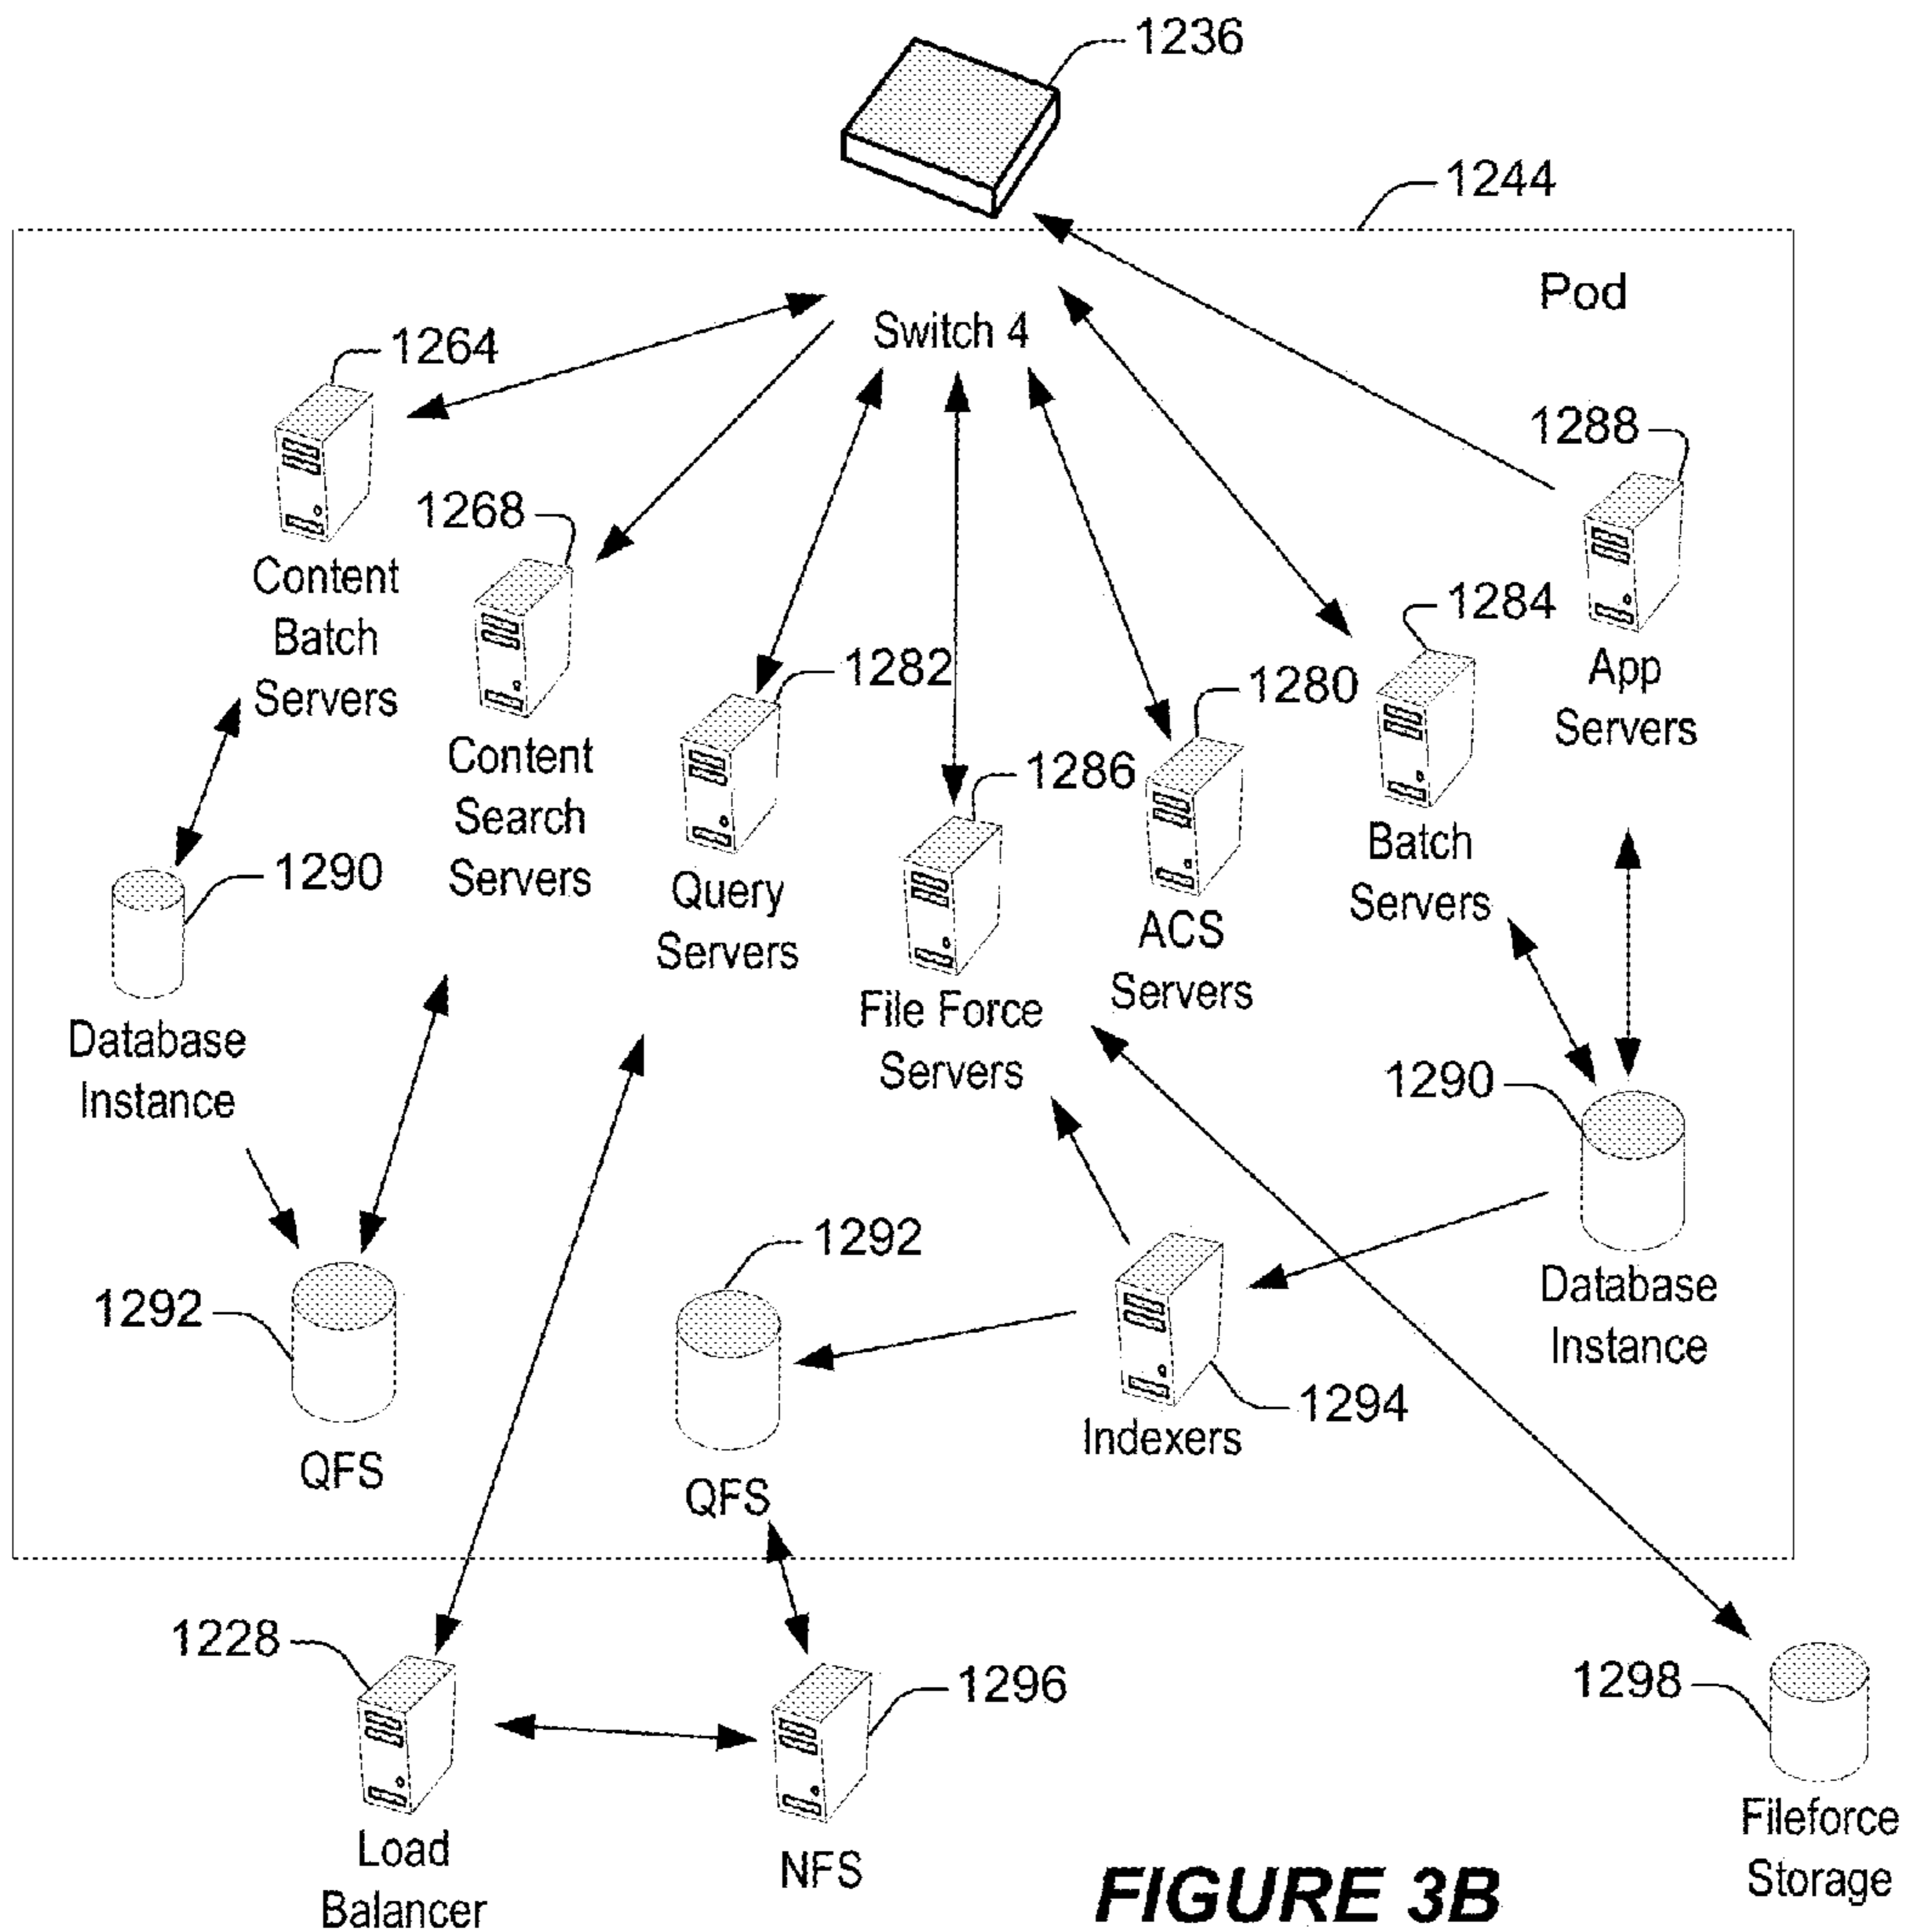 1236
1244
Pod
Switch 4
1264
1288
1268
Content
Batch
Servers
1284
1282
1280
App
Servers
Content
Search
Servers
1286
Batch
Servers
1290
Query
Servers
ACS
Servers
File Force
Servers
Database
Instance
1290
1292
1292
Database
Instance
1294
Indexers
QFS
QFS
1228
1296
1298
Load
Balancer
NFS
Fileforce
Storage
FIGURE 3B